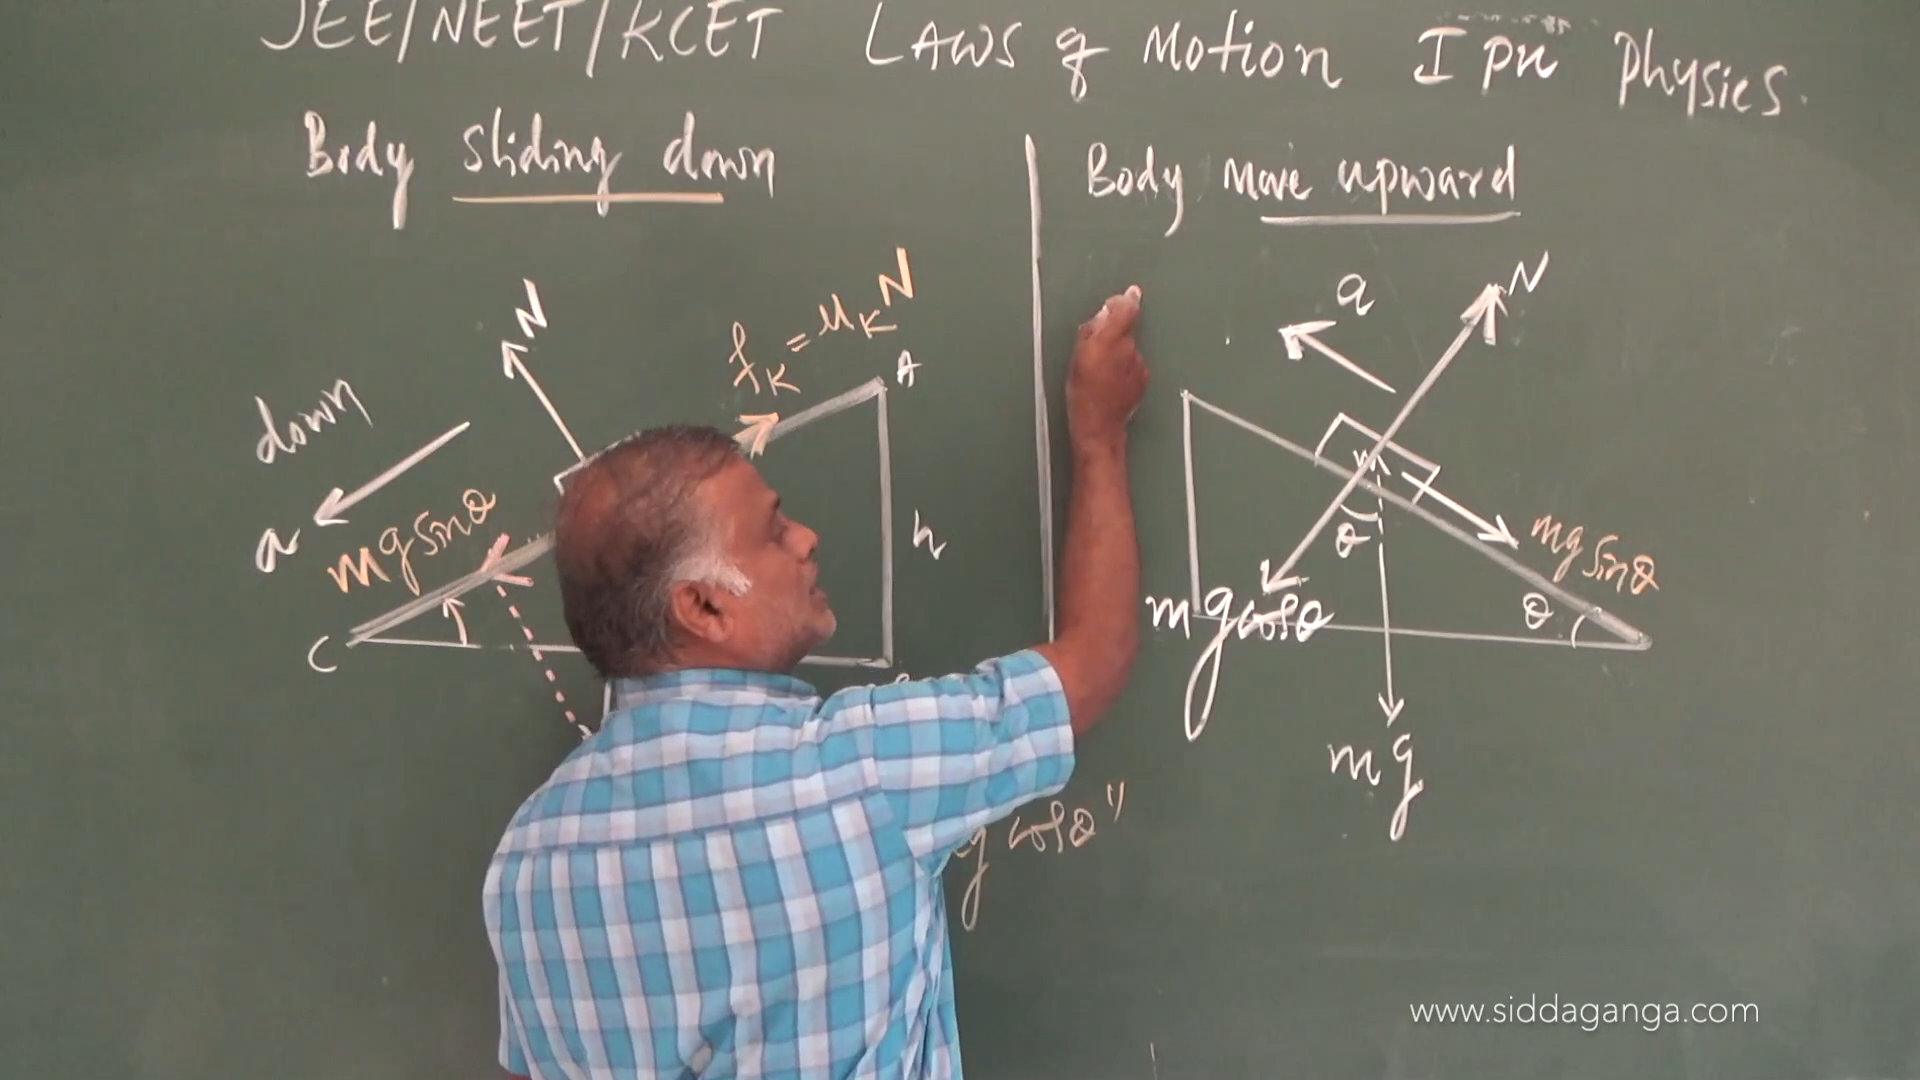 JEE/NEET/KCET LAWS of Motion I PU Physics.
Body sliding down
Body move upward
N
fK = μK N
A
down
a
mg sinθ
h
C
g cosθ"
a
N
m
θ
mg sinθ
θ
mg cosθ
mg
www.siddaganga.com